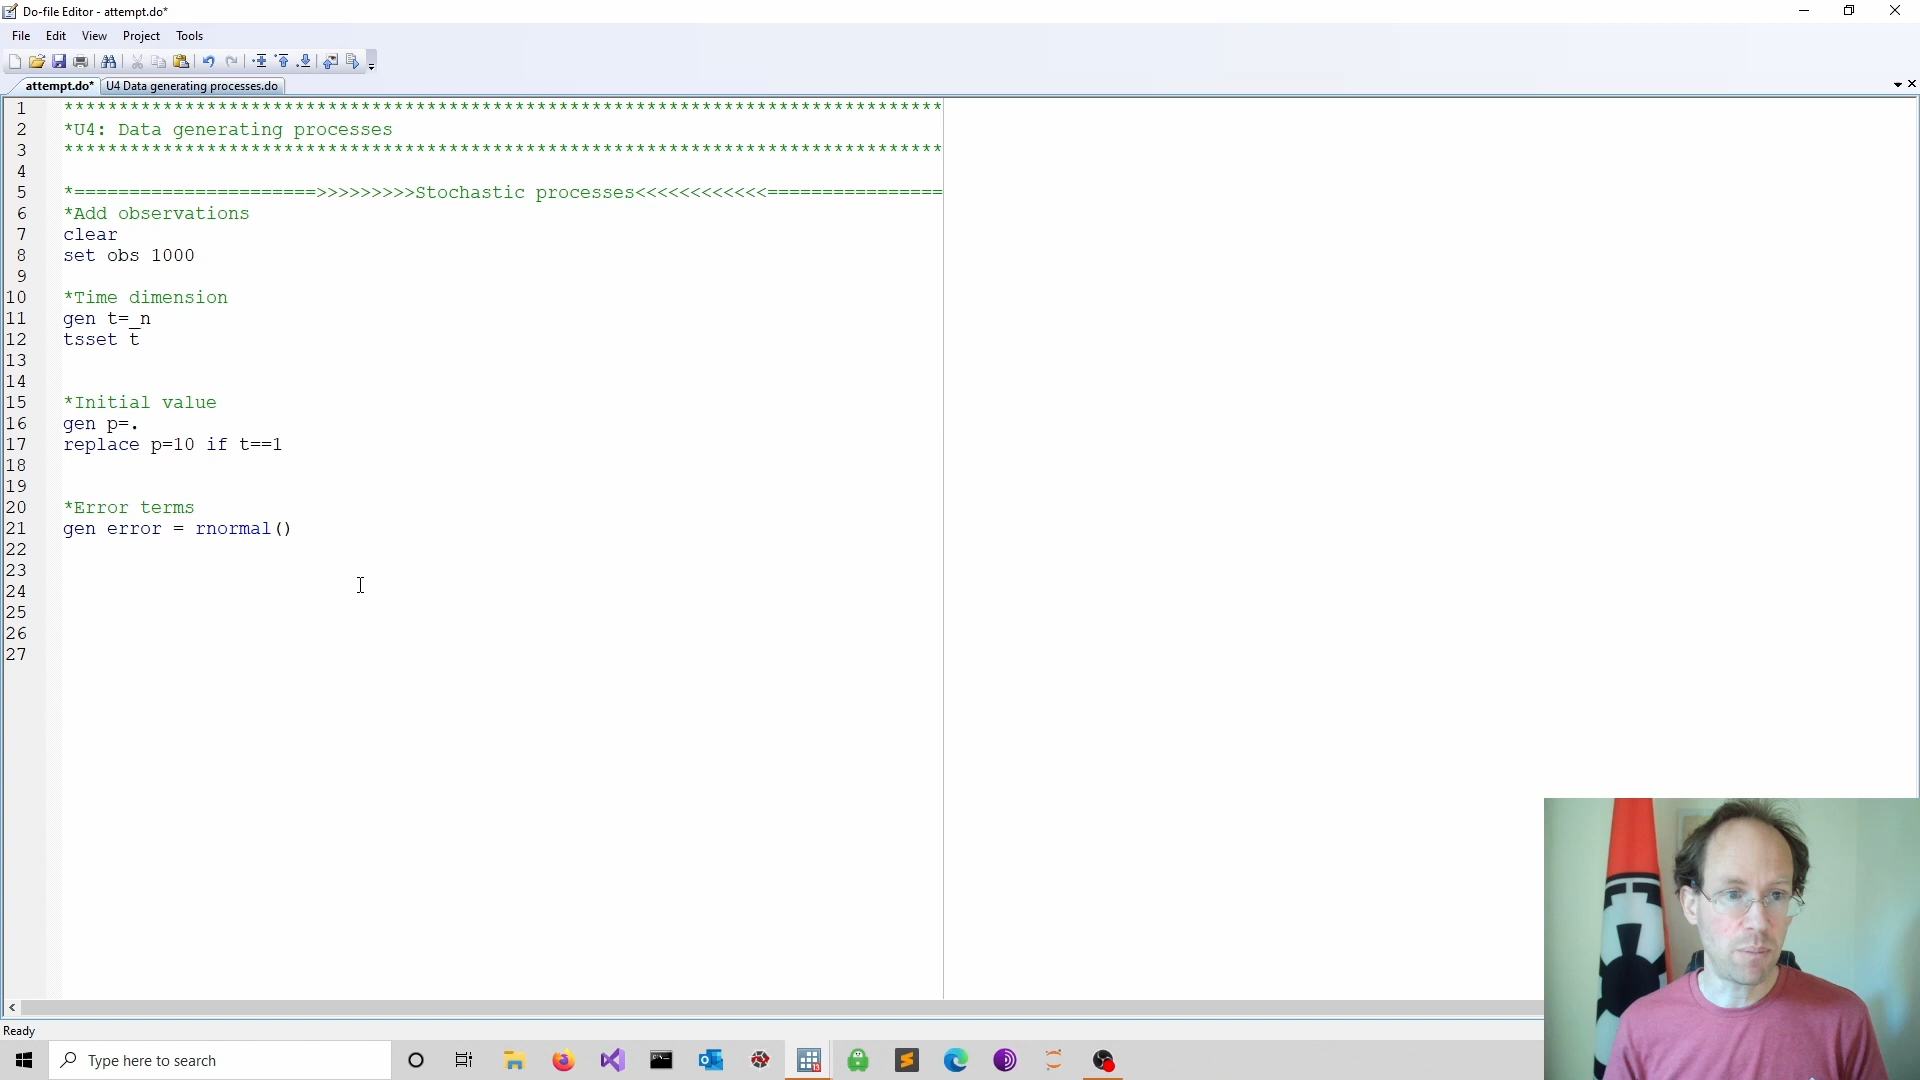 Do-file Editor - attempt.do*
File Edit View Project Tools
attempt.do* U4 Data generating processes.do
1 ********************************************************************************
2 *U4: Data generating processes
3 ********************************************************************************
4
5 *======================>>>>>>>>>Stochastic processes<<<<<<<<<<<<================
6 *Add observations
7 clear
8 set obs 1000
9
10 *Time dimension
11 gen t=_n
12 tsset t
13
14
15 *Initial value
16 gen p=.
17 replace p=10 if t==1
18
19
20 *Error terms
21 gen error = rnormal()
22
23
24
25
26
27
Ready
Type here to search